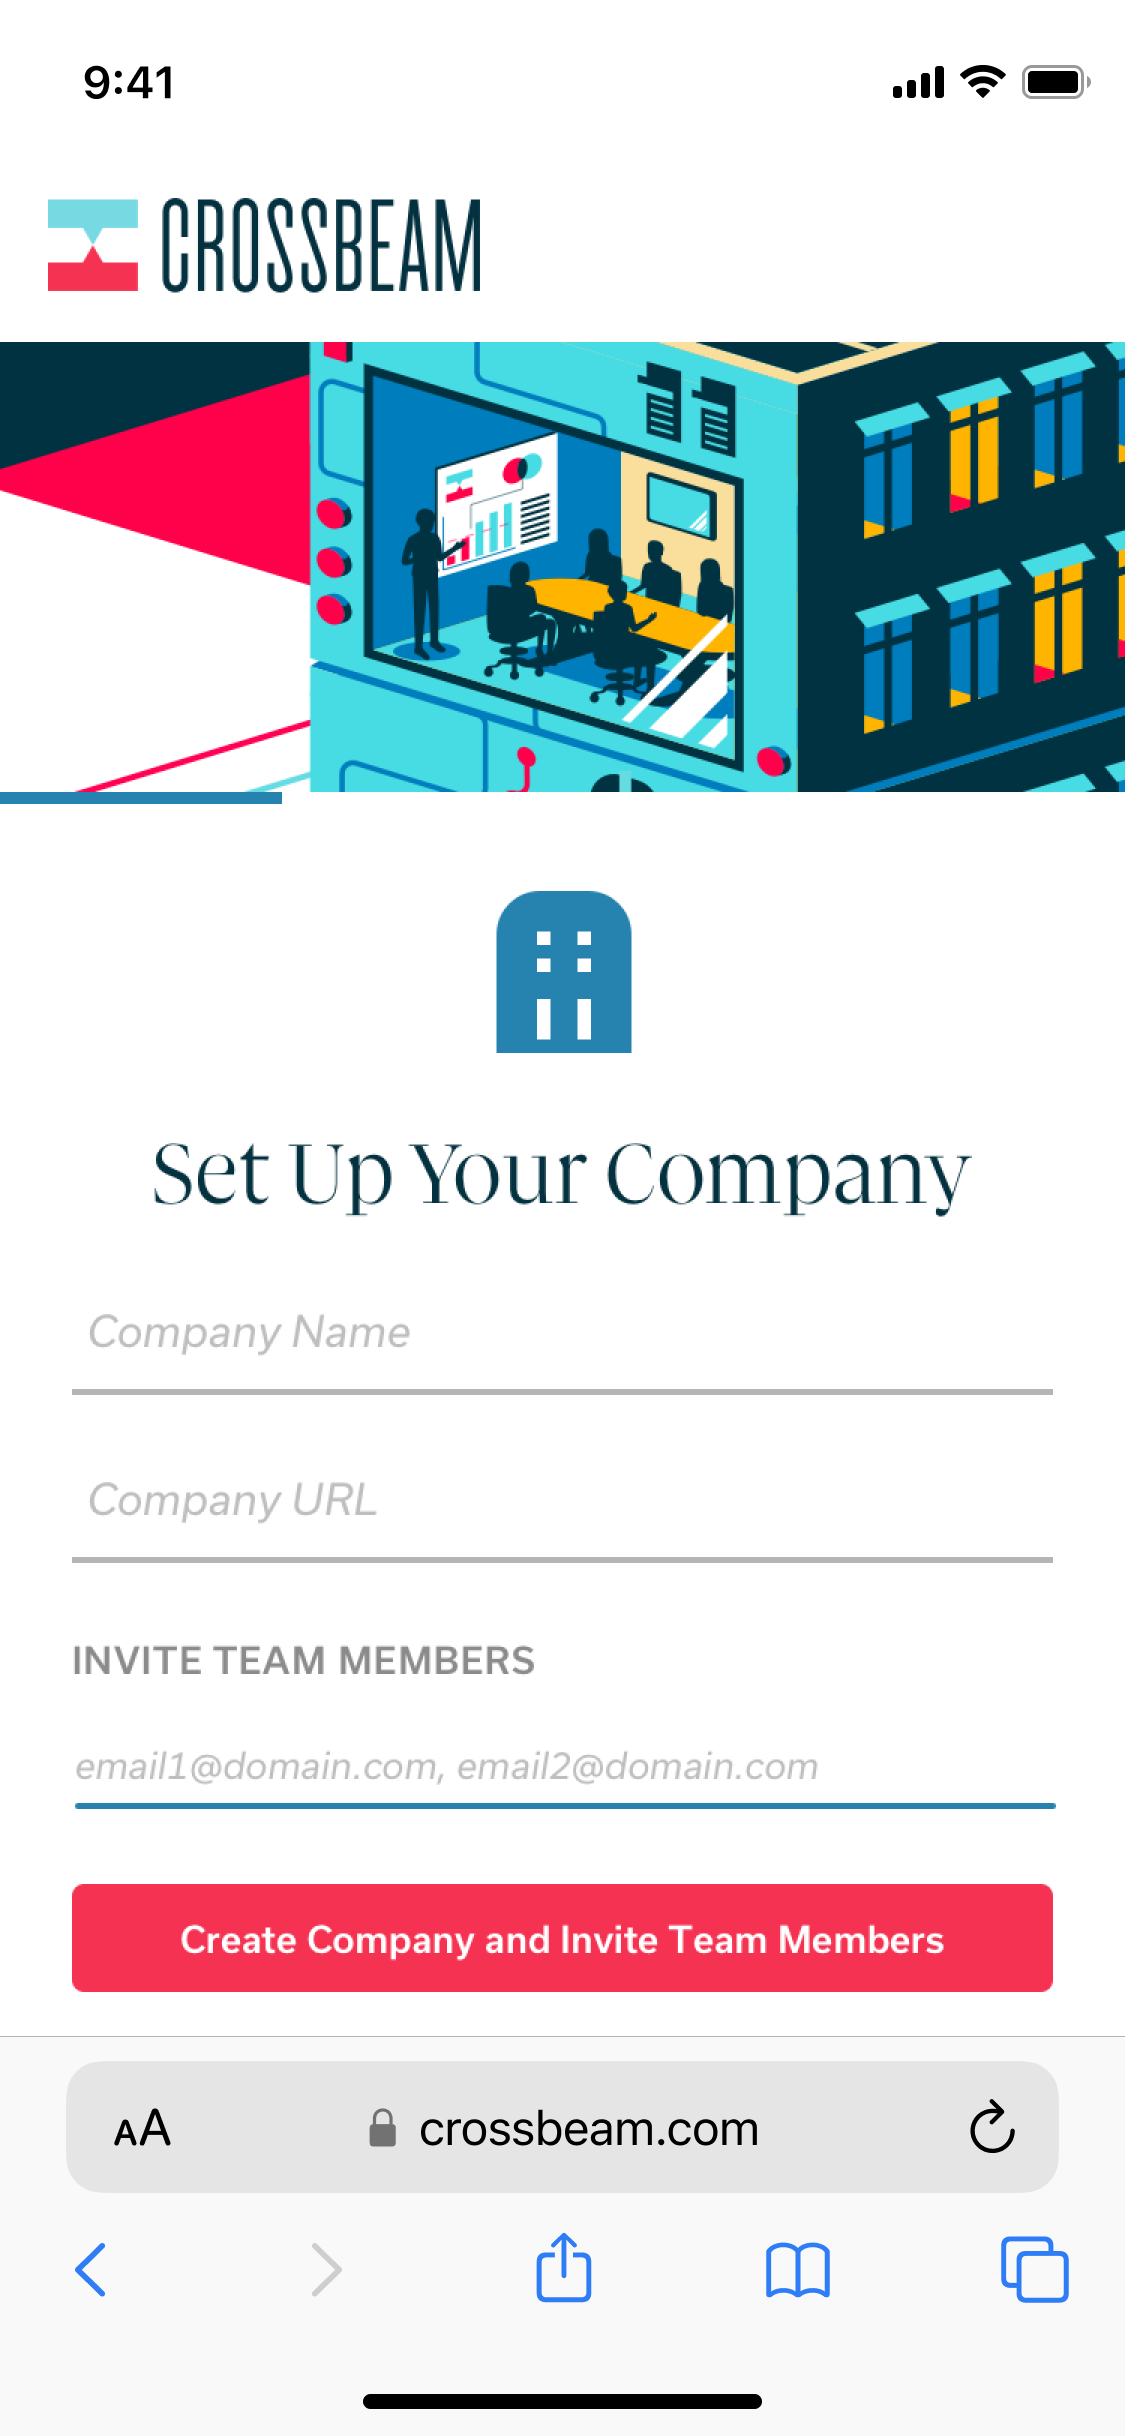 9:41
CROSSBEAM
Set Up Your Company
Company Name
Company URL
INVITE TEAM MEMBERS
email1@domain.com, email2@domain.com
Create Company and Invite Team Members
AA crossbeam.com